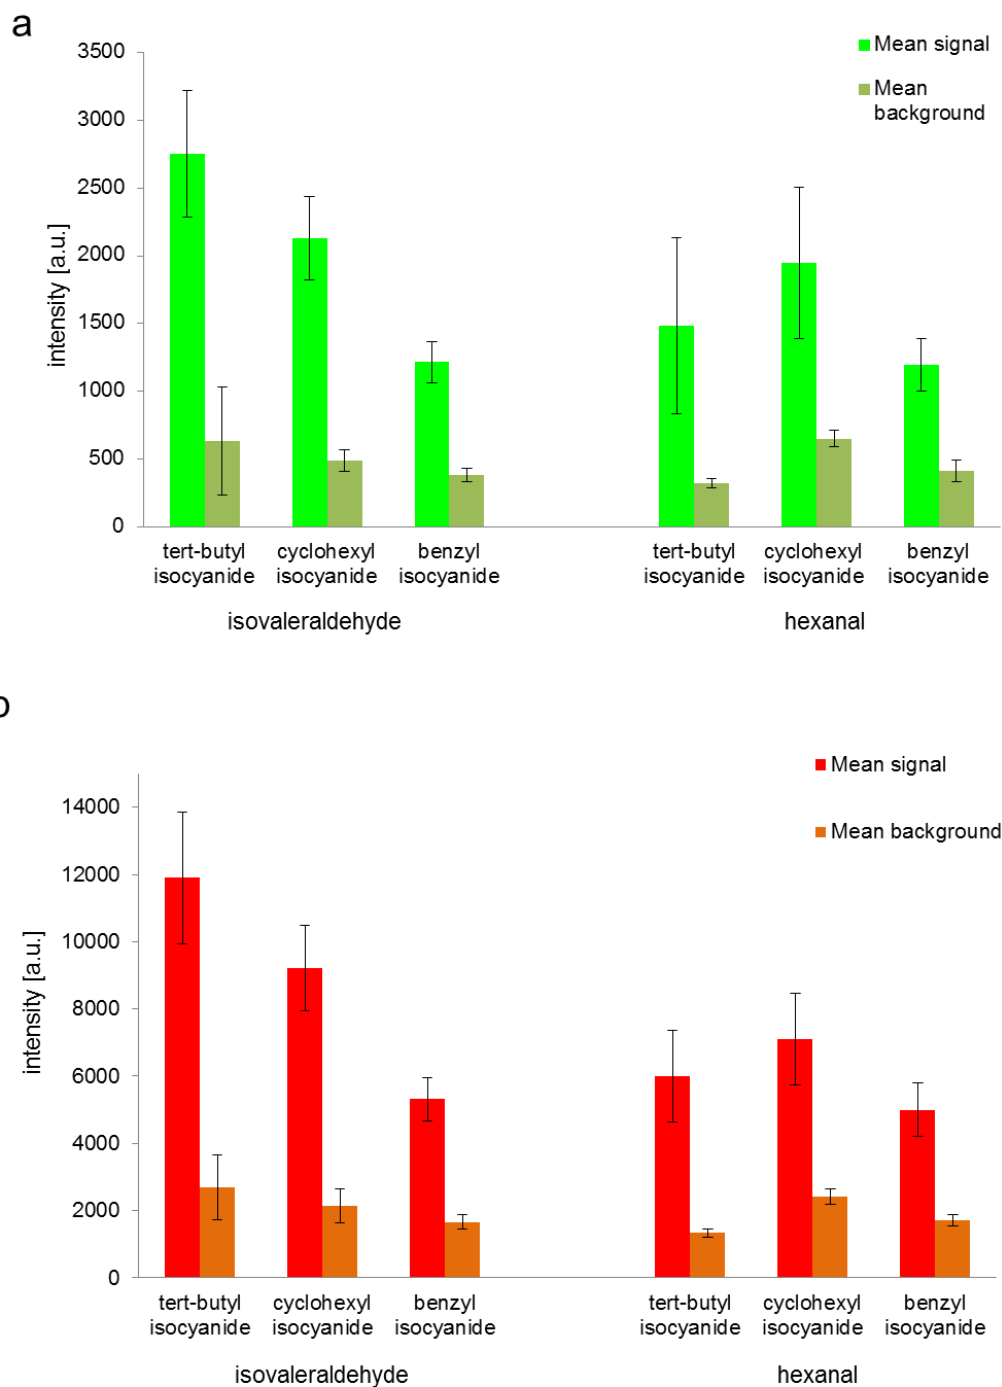 a
3500
3000
2500
2000
1500
1000
500
0
intensity [a.u.]
Mean signal
Mean
background
tert-butyl
isocyanide
cyclohexyl
isocyanide
benzyl
isocyanide
tert-butyl
isocyanide
cyclohexyl
isocyanide
benzyl
isocyanide
isovaleraldehyde
hexanal
14000
12000
10000
8000
6000
4000
2000
0
intensity [a.u.]
Mean signal
Mean background
tert-butyl
isocyanide
cyclohexyl
isocyanide
benzyl
isocyanide
tert-butyl
isocyanide
cyclohexyl
isocyanide
benzyl
isocyanide
isovaleraldehyde
hexanal